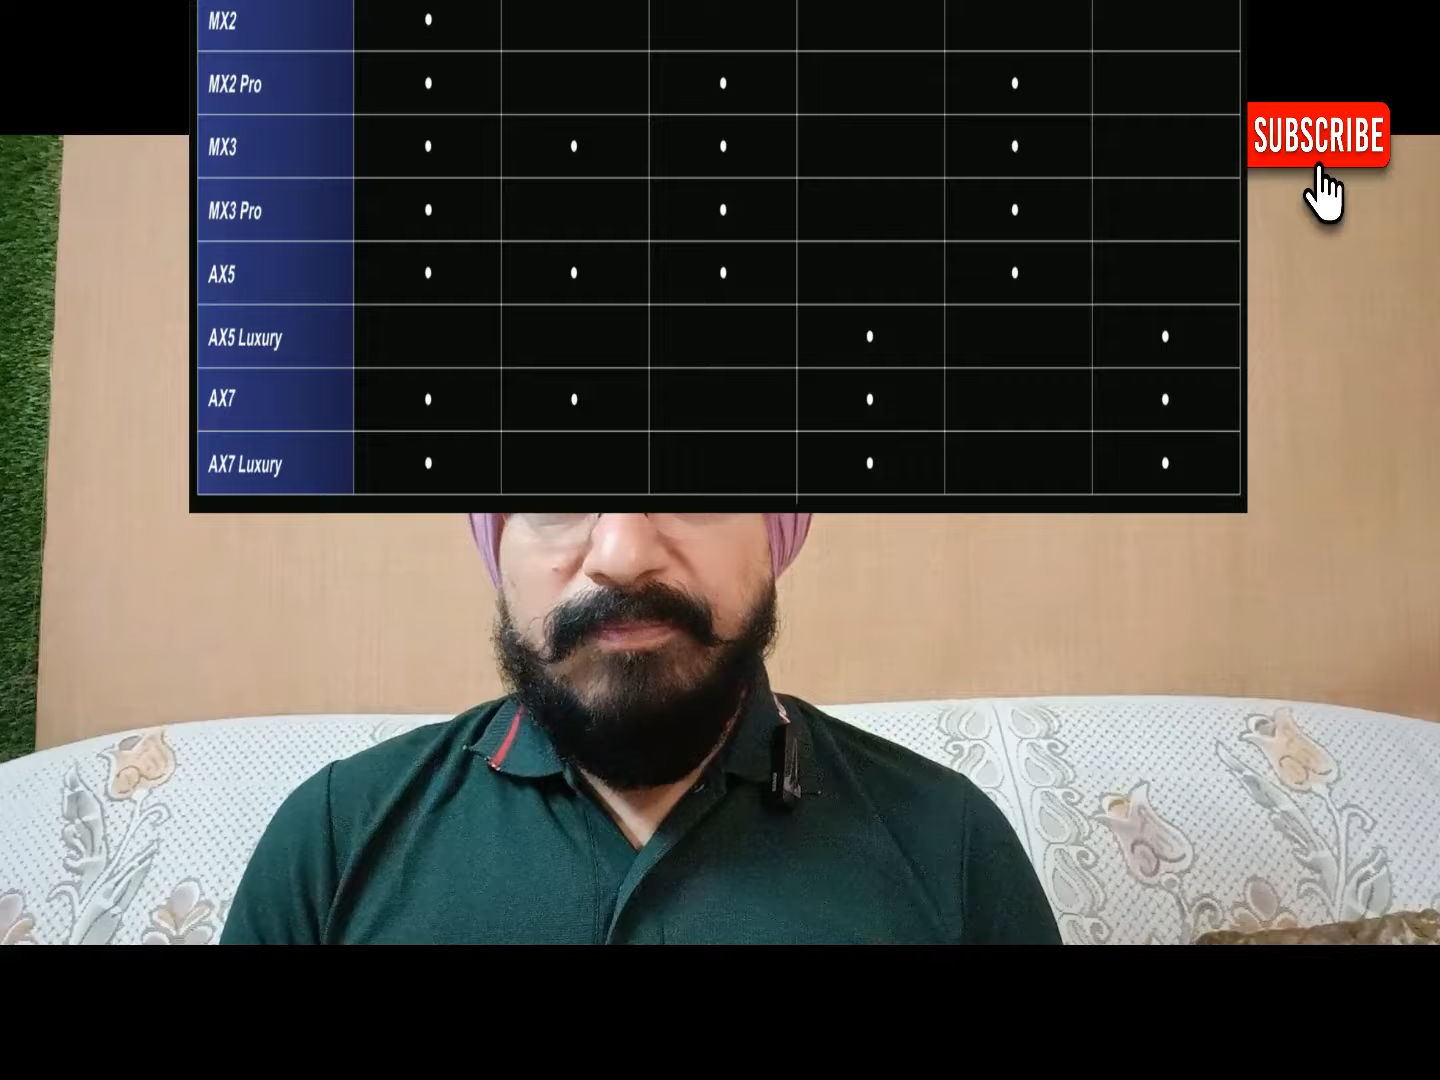 MX2
SUBSCRIBE
MX2 Pro
MX3
MX3 Pro
AX5
AX5 Luxury
AX7
AX7 Luxury